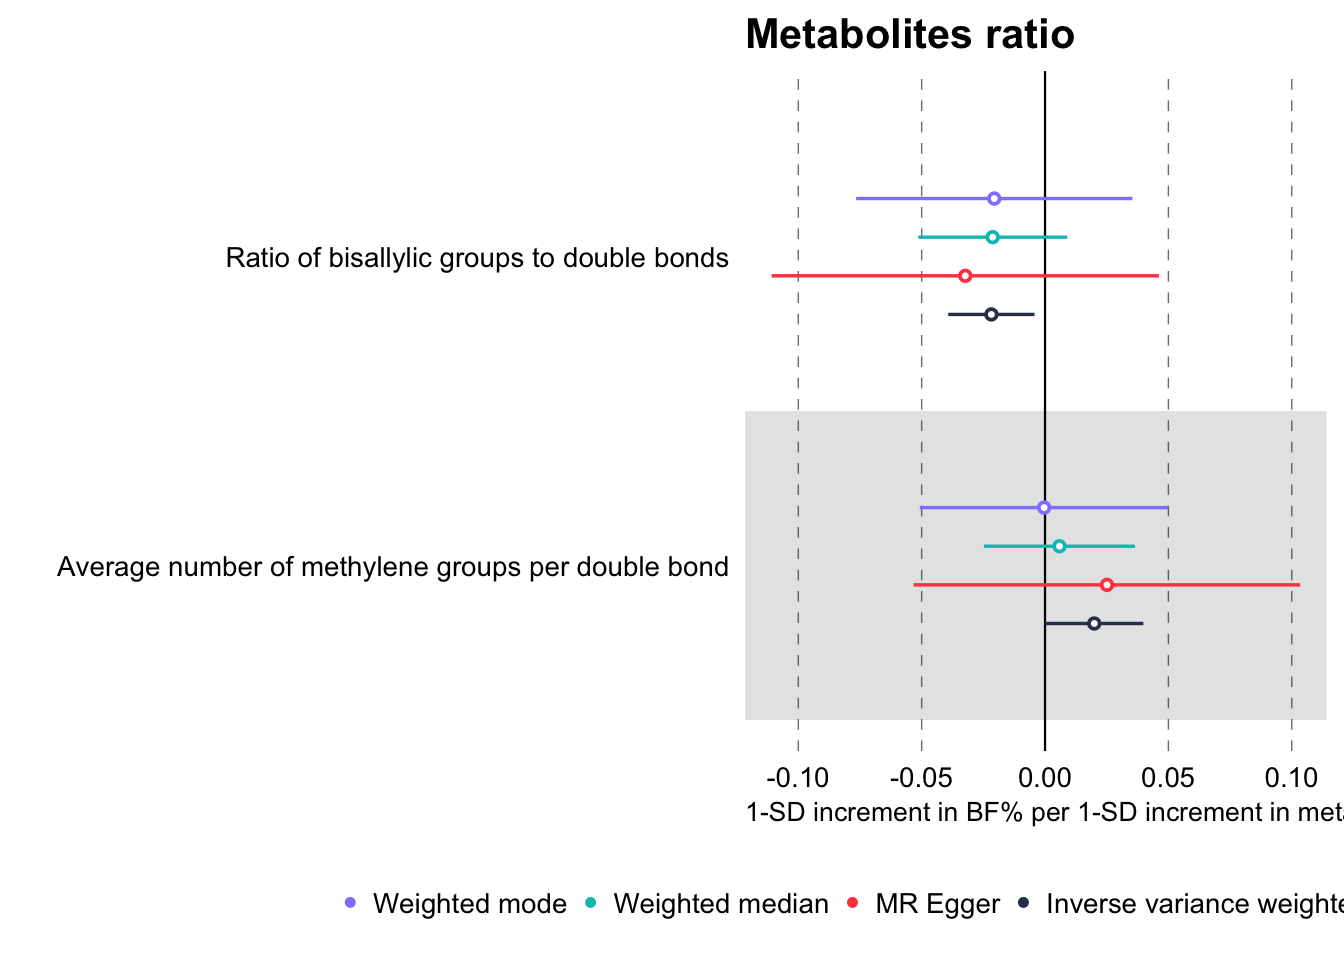 Metabolites ratio
Ratio of bisallylic groups to double bonds
Average number of methylene groups per double bond
-0.10 -0.05 0.00 0.05 0.10
1-SD increment in BF% per 1-SD increment in
Weighted mode Weighted median MR Egger Inverse variance